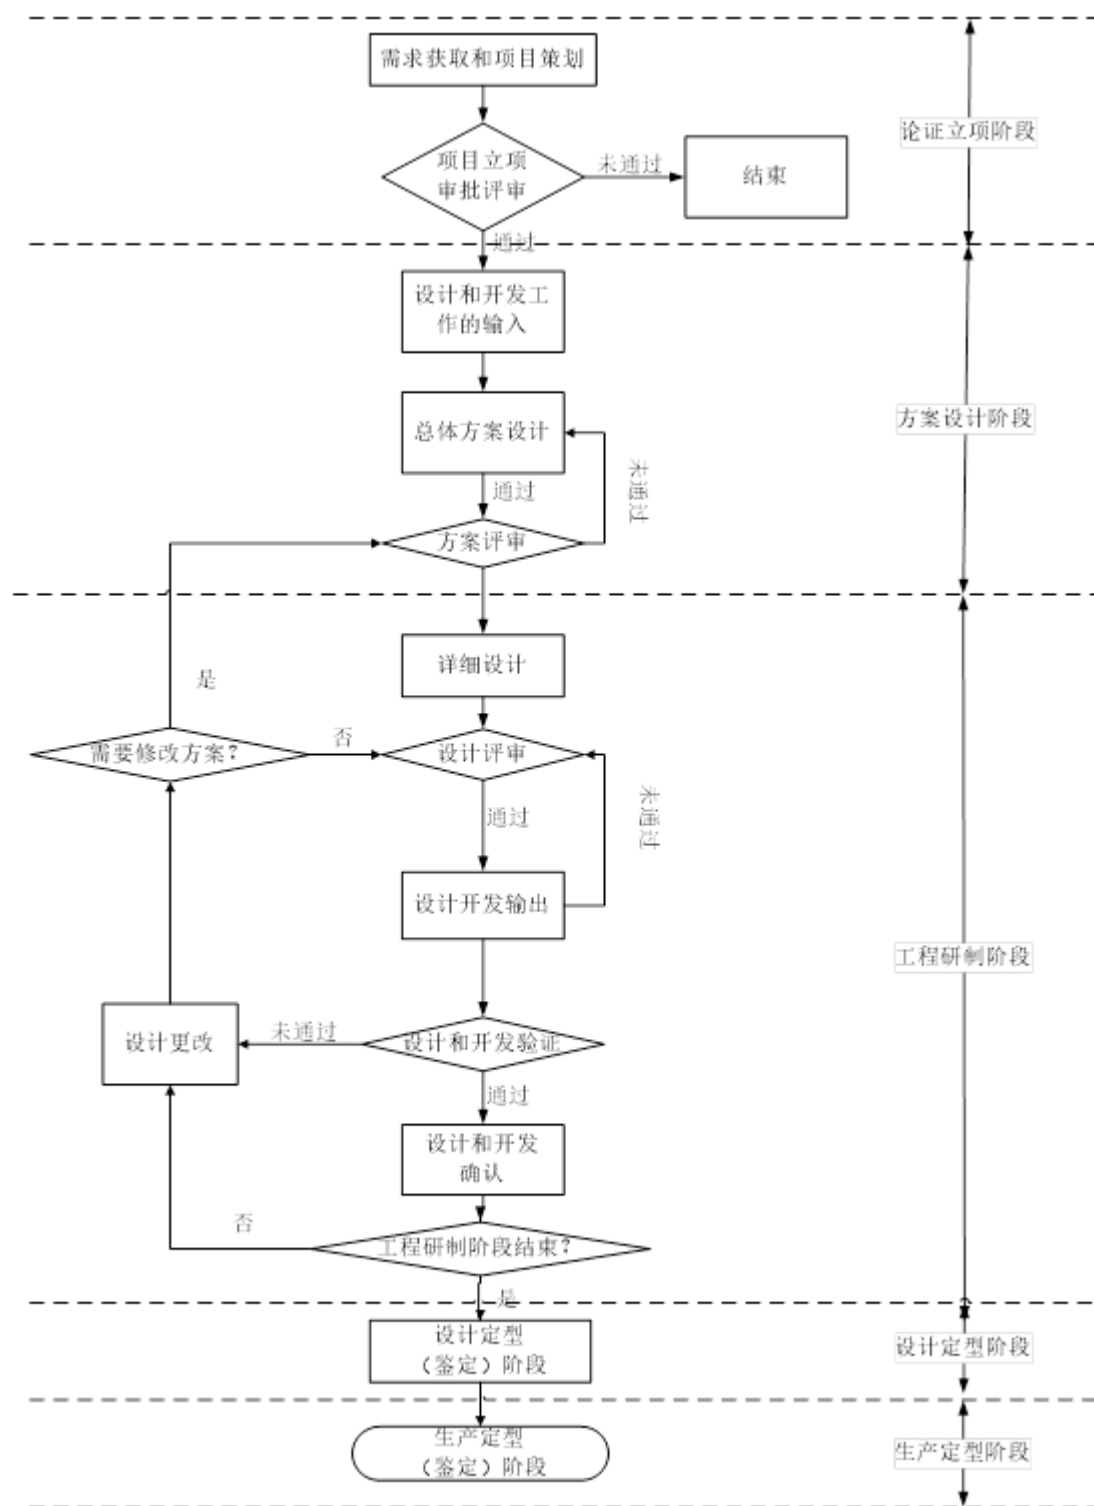 需求获取和项目策划
论证立项阶段
项目立项
审批评审
未通过
结束
通过
设计和开发工
作的输入
方案设计阶段
总体方案设计
未通过
通过
方案评审
详细设计
是
需要修改方案?
否
设计评审
未通过
通过
设计开发输出
工程研制阶段
设计更改
未通过
设计和开发验证
通过
设计和开发
确认
否
工程研制阶段结束?
是
设计定型
（鉴定）阶段
设计定型阶段
生产定型
（鉴定）阶段
生产定型阶段